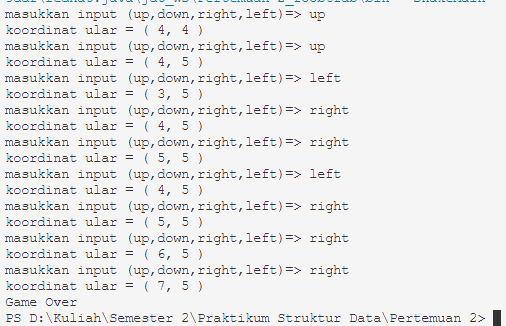 masukkan input (up,down,right,left)=> up
koordinat ular = ( 4, 4 )
masukkan input (up,down,right,left)=> up
koordinat ular = ( 4, 5 )
masukkan input (up,down,right,left)=> left
koordinat ular = ( 3, 5 )
masukkan input (up,down,right,left)=> right
koordinat ular = ( 4, 5 )
masukkan input (up,down,right,left)=> right
koordinat ular = ( 5, 5 )
masukkan input (up,down,right,left)=> left
koordinat ular = ( 4, 5 )
masukkan input (up,down,right,left)=> right
koordinat ular = ( 5, 5 )
masukkan input (up,down,right,left)=> right
koordinat ular = ( 6, 5 )
masukkan input (up,down,right,left)=> right
koordinat ular = ( 7, 5 )
Game Over
PS D:\Kuliah\Semester 2\Praktikum Struktur Data\Pertemuan 2>